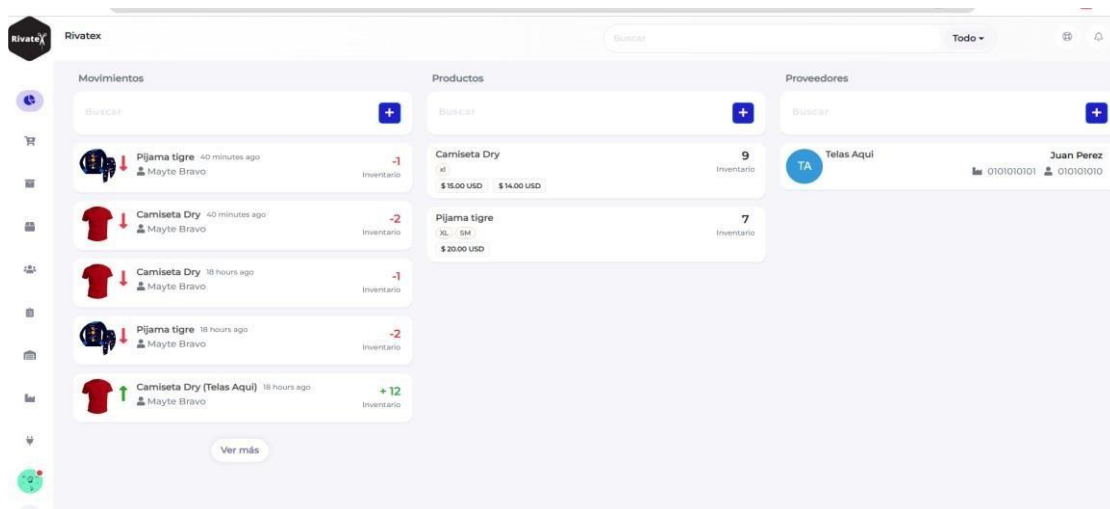 Rivatex
Rivatex
Buscar
Todo
Movimientos
Buscar
+
Pijama tigre 40 minutes ago
Mayte Bravo
-1
Inventario
Camiseta Dry 40 minutes ago
Mayte Bravo
-2
Inventario
Camiseta Dry 18 hours ago
Mayte Bravo
-1
Inventario
Pijama tigre 18 hours ago
Mayte Bravo
-2
Inventario
Camiseta Dry (Telas Aqui) 18 hours ago
Mayte Bravo
+ 12
Inventario
Ver más
Productos
Buscar
+
Camiseta Dry
xl
$ 15.00 USD $ 14.00 USD
9
Inventario
Pijama tigre
XL SM
$ 20.00 USD
7
Inventario
Proveedores
Buscar
+
TA
Telas Aqui
Juan Perez
0101010101 010101010